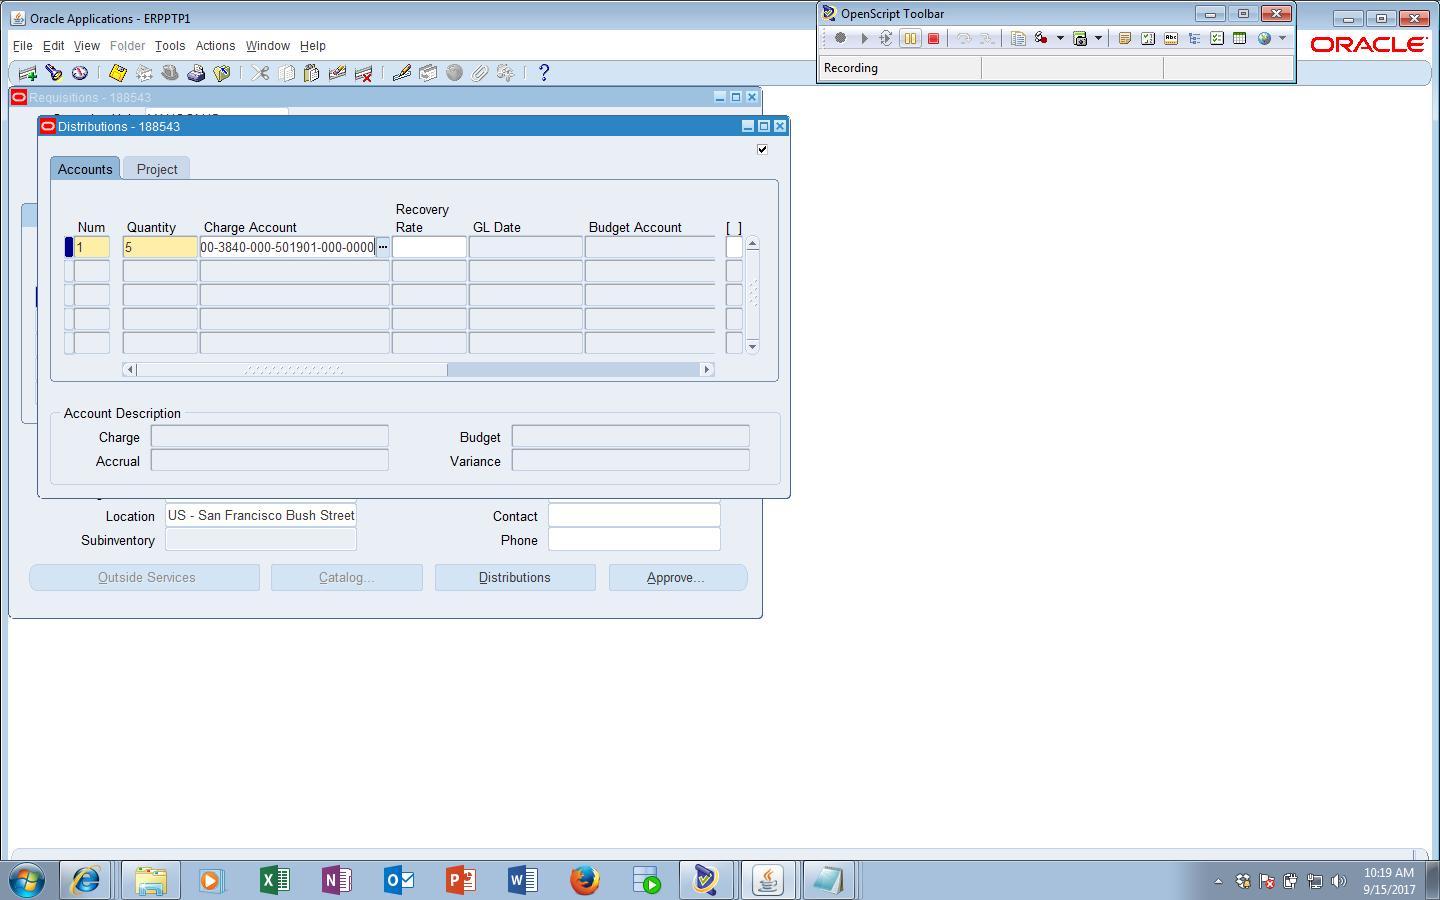 Oracle Applications - ERPPTP1
OpenScript Toolbar
File Edit View Folder Tools Actions Window Help
ORACLE
Recording
Requisitions - 188543
Distributions - 188543
Accounts Project
Recovery
Num Quantity Charge Account Rate GL Date Budget Account [ ]
1 5 00-3840-000-501901-000-0000
Account Description
Charge Budget
Accrual Variance
Location US - San Francisco Bush Street Contact
Subinventory Phone
Outside Services Catalog... Distributions Approve...
10:19 AM
9/15/2017